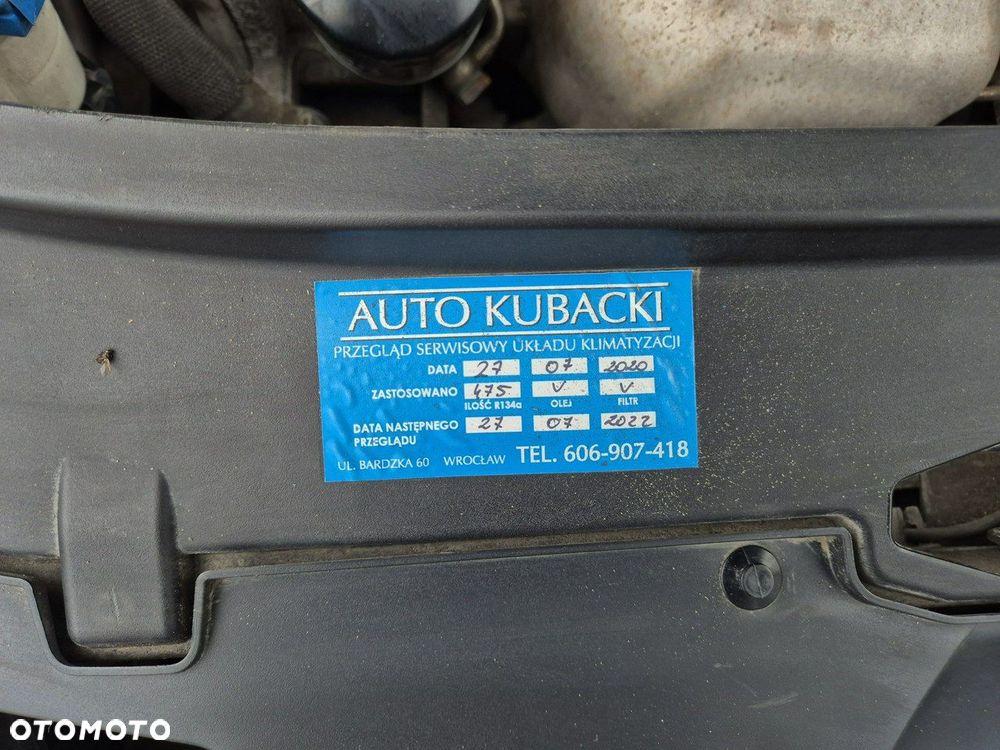 AUTO KUBACKI
PRZEGLĄD SERWISOWY UKŁADU KLIMATYZACJI
DATA 27 07 2020
ZASTOSOWANO 475 V V
ILOŚĆ R134a OLEJ FILTR
DATA NASTĘPNEGO PRZEGLĄDU 27 07 2022
UL. BARDZKA 60 WROCŁAW TEL. 606-907-418
OTOMOTO